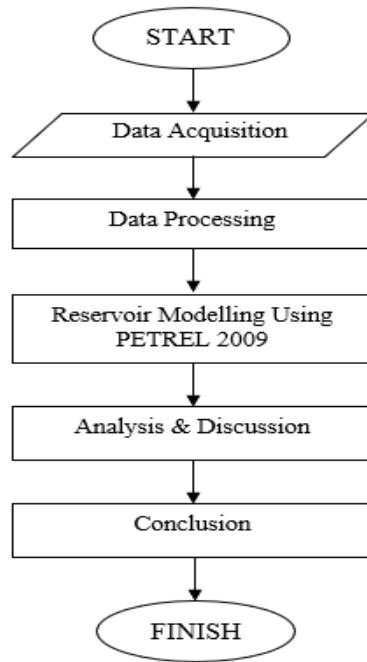 START
Data Acquisition
Data Processing
Reservoir Modelling Using
PETREL 2009
Analysis & Discussion
Conclusion
FINISH